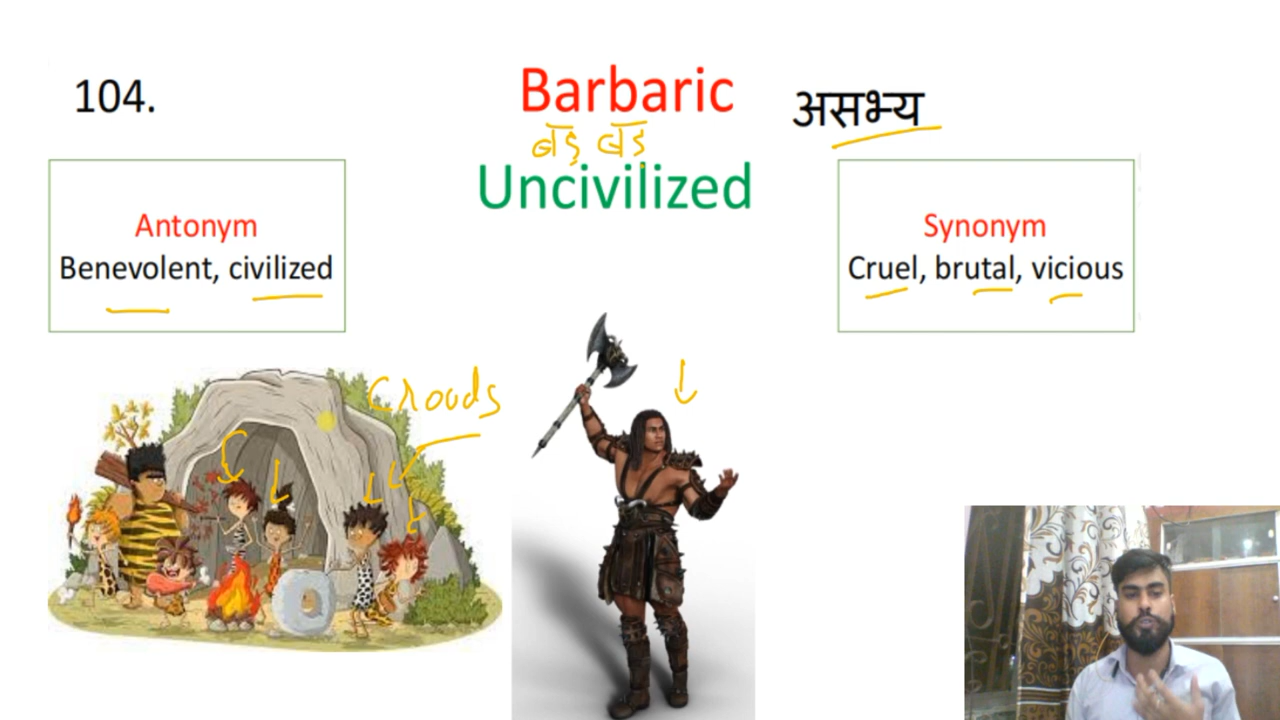 104.
Barbaric
असभ्य
बड़ बड़
Uncivilized
Antonym
Benevolent, civilized
Synonym
Cruel, brutal, vicious
Croods